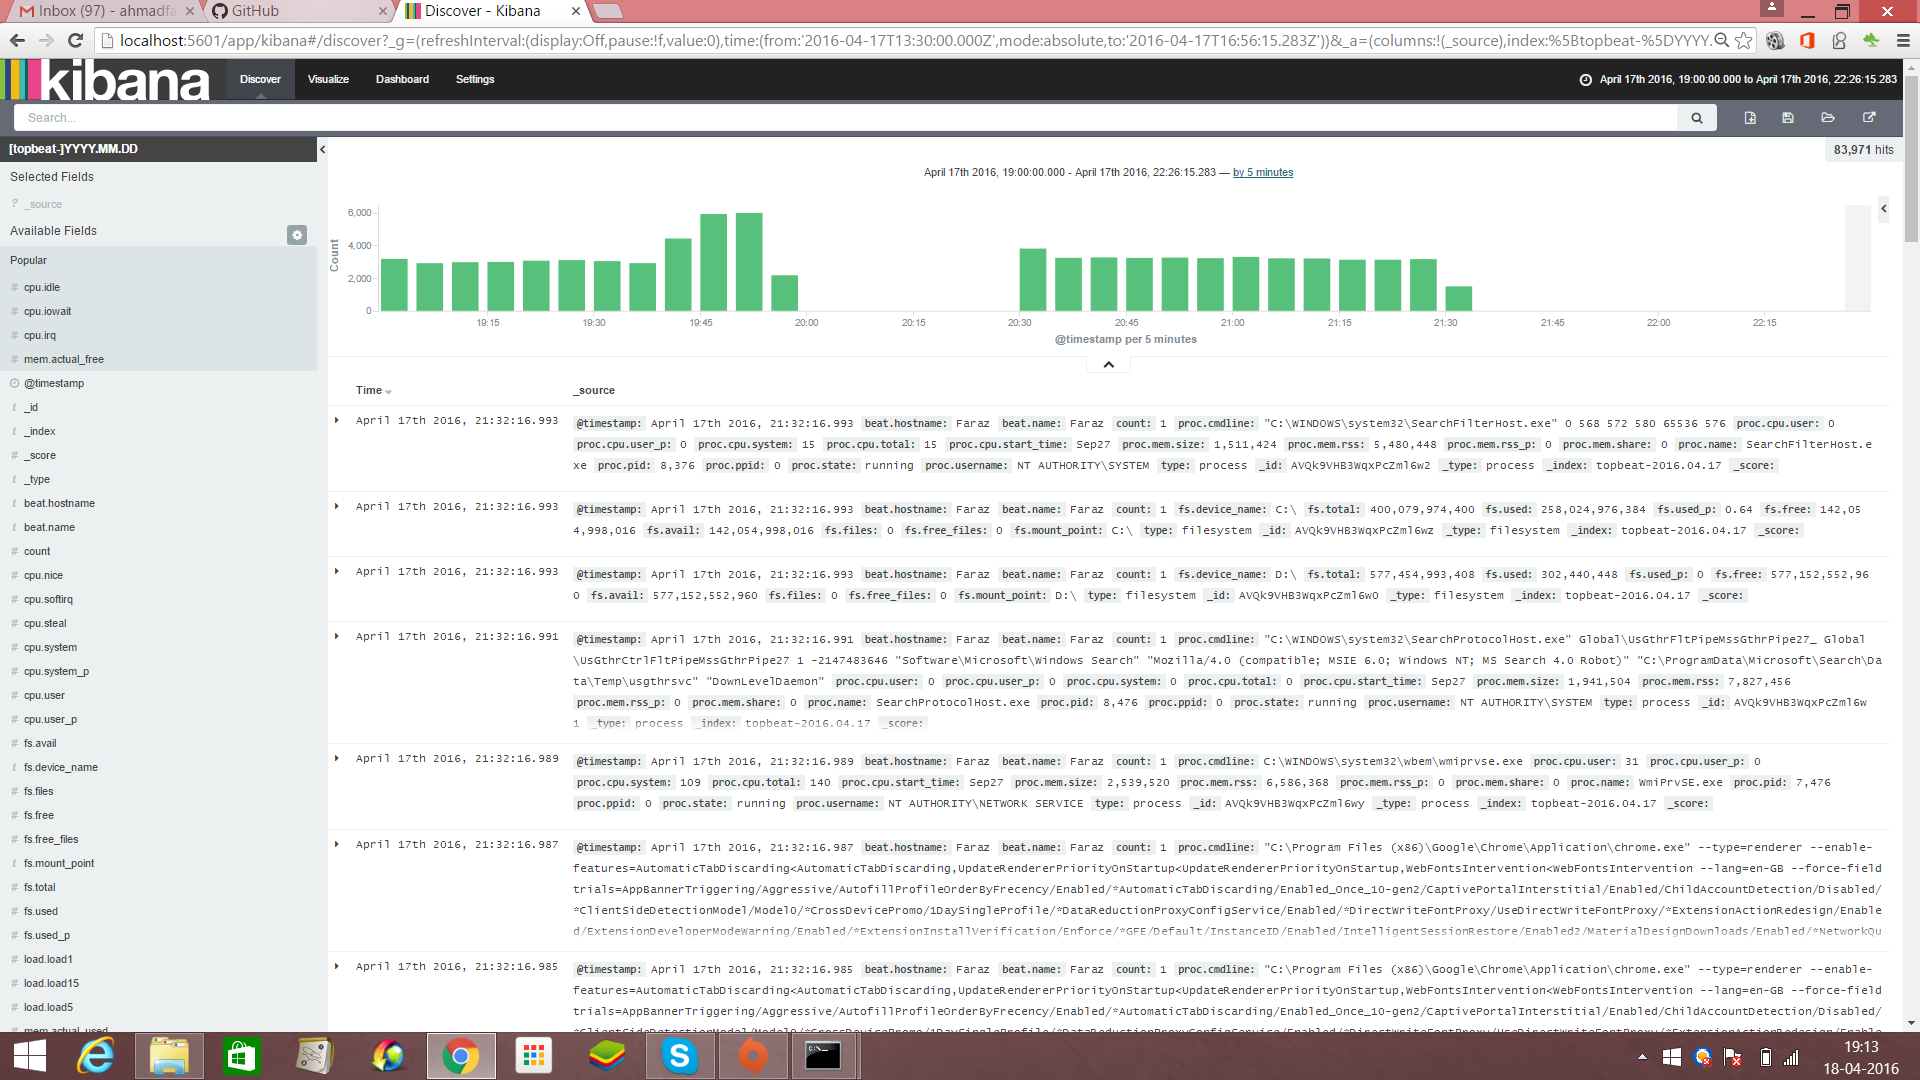 Inbox (97) - ahmadfa
GitHub
Discover - Kibana
localhost:5601/app/kibana#/discover?_g=(refreshInterval:(display:Off,pause:!f,value:0),time:(from:'2016-04-17T13:30:00.000Z',mode:absolute,to:'2016-04-17T16:56:15.283Z'))&_a=(columns:!(_source),index:%5Btopbeat-%5DYYYY.
kibana
Discover
Visualize
Dashboard
Settings
April 17th 2016, 19:00:00.000 to April 17th 2016, 22:26:15.283
Search...
[topbeat-]YYYY.MM.DD
83,971 hits
Selected Fields
? _source
Available Fields
Popular
# cpu.idle
# cpu.iowait
# cpu.irq
# mem.actual_free
@timestamp
t _id
t _index
# _score
t _type
t beat.hostname
t beat.name
# count
# cpu.nice
# cpu.softirq
# cpu.steal
# cpu.system
# cpu.system_p
# cpu.user
# cpu.user_p
# fs.avail
t fs.device_name
# fs.files
# fs.free
# fs.free_files
t fs.mount_point
# fs.total
# fs.used
# fs.used_p
# load.load1
# load.load15
# load.load5
mem.actual_used
April 17th 2016, 19:00:00.000 - April 17th 2016, 22:26:15.283 — by 5 minutes
Count
6,000
4,000
2,000
0
19:15 19:30 19:45 20:00 20:15 20:30 20:45 21:00 21:15 21:30 21:45 22:00 22:15
@timestamp per 5 minutes
Time _source
April 17th 2016, 21:32:16.993 @timestamp: April 17th 2016, 21:32:16.993 beat.hostname: Faraz beat.name: Faraz count: 1 proc.cmdline: "C:\WINDOWS\system32\SearchFilterHost.exe" 0 568 572 580 65536 576 proc.cpu.user: 0
proc.cpu.user_p: 0 proc.cpu.system: 15 proc.cpu.total: 15 proc.cpu.start_time: Sep27 proc.mem.size: 1,511,424 proc.mem.rss: 5,480,448 proc.mem.rss_p: 0 proc.mem.share: 0 proc.name: SearchFilterHost.e
xe proc.pid: 8,376 proc.ppid: 0 proc.state: running proc.username: NT AUTHORITY\SYSTEM type: process _id: AVQk9VHB3WqxPcZml6w2 _type: process _index: topbeat-2016.04.17 _score:
April 17th 2016, 21:32:16.993 @timestamp: April 17th 2016, 21:32:16.993 beat.hostname: Faraz beat.name: Faraz count: 1 fs.device_name: C:\ fs.total: 400,079,974,400 fs.used: 258,024,976,384 fs.used_p: 0.64 fs.free: 142,05
4,998,016 fs.avail: 142,054,998,016 fs.files: 0 fs.free_files: 0 fs.mount_point: C:\ type: filesystem _id: AVQk9VHB3WqxPcZml6wz _type: filesystem _index: topbeat-2016.04.17 _score:
April 17th 2016, 21:32:16.993 @timestamp: April 17th 2016, 21:32:16.993 beat.hostname: Faraz beat.name: Faraz count: 1 fs.device_name: D:\ fs.total: 577,454,993,408 fs.used: 302,440,448 fs.used_p: 0 fs.free: 577,152,552,96
0 fs.avail: 577,152,552,960 fs.files: 0 fs.free_files: 0 fs.mount_point: D:\ type: filesystem _id: AVQk9VHB3WqxPcZml6w0 _type: filesystem _index: topbeat-2016.04.17 _score:
April 17th 2016, 21:32:16.991 @timestamp: April 17th 2016, 21:32:16.991 beat.hostname: Faraz beat.name: Faraz count: 1 proc.cmdline: "C:\WINDOWS\system32\SearchProtocolHost.exe" Global\UsGthrFltPipeMssGthrPipe27_ Global
\UsGthrCtrlFltPipeMssGthrPipe27 1 -2147483646 "Software\Microsoft\Windows Search" "Mozilla/4.0 (compatible; MSIE 6.0; Windows NT; MS Search 4.0 Robot)" "C:\ProgramData\Microsoft\Search\Da
ta\Temp\usgthrsvc" "DownLevelDaemon" proc.cpu.user: 0 proc.cpu.user_p: 0 proc.cpu.system: 0 proc.cpu.total: 0 proc.cpu.start_time: Sep27 proc.mem.size: 1,941,504 proc.mem.rss: 7,827,456
proc.mem.rss_p: 0 proc.mem.share: 0 proc.name: SearchProtocolHost.exe proc.pid: 8,476 proc.ppid: 0 proc.state: running proc.username: NT AUTHORITY\SYSTEM type: process _id: AVQk9VHB3WqxPcZml6w
1 _type: process _index: topbeat-2016.04.17 _score:
April 17th 2016, 21:32:16.989 @timestamp: April 17th 2016, 21:32:16.989 beat.hostname: Faraz beat.name: Faraz count: 1 proc.cmdline: C:\WINDOWS\system32\wbem\wmiprvse.exe proc.cpu.user: 31 proc.cpu.user_p: 0
proc.cpu.system: 109 proc.cpu.total: 140 proc.cpu.start_time: Sep27 proc.mem.size: 2,539,520 proc.mem.rss: 6,586,368 proc.mem.rss_p: 0 proc.mem.share: 0 proc.name: WmiPrvSE.exe proc.pid: 7,476
proc.ppid: 0 proc.state: running proc.username: NT AUTHORITY\NETWORK SERVICE type: process _id: AVQk9VHB3WqxPcZml6wy _type: process _index: topbeat-2016.04.17 _score:
April 17th 2016, 21:32:16.987 @timestamp: April 17th 2016, 21:32:16.987 beat.hostname: Faraz beat.name: Faraz count: 1 proc.cmdline: "C:\Program Files (x86)\Google\Chrome\Application\chrome.exe" --type=renderer --enable-
features=AutomaticTabDiscarding<AutomaticTabDiscarding,UpdateRendererPriorityOnStartup<UpdateRendererPriorityOnStartup,WebFontsIntervention<WebFontsIntervention --lang=en-GB --force-field
trials=AppBannerTriggering/Aggressive/AutofillProfileOrderByFrecency/Enabled/*AutomaticTabDiscarding/Enabled_Once_10-gen2/CaptivePortalInterstitial/Enabled/ChildAccountDetection/Disabled/
*ClientSideDetectionModel/Model0/*CrossDevicePromo/1DaySingleProfile/*DataReductionProxyConfigService/Enabled/*DirectWriteFontProxy/UseDirectWriteFontProxy/*ExtensionActionRedesign/Enable
d/ExtensionDeveloperModeWarning/Enabled/*ExtensionInstallVerification/Enforce/*GFE/Default/InstanceID/Enabled/IntelligentSessionRestore/Enabled2/MaterialDesignDownloads/Enabled/*NetworkQu
April 17th 2016, 21:32:16.985 @timestamp: April 17th 2016, 21:32:16.985 beat.hostname: Faraz beat.name: Faraz count: 1 proc.cmdline: "C:\Program Files (x86)\Google\Chrome\Application\chrome.exe" --type=renderer --enable-
features=AutomaticTabDiscarding<AutomaticTabDiscarding,UpdateRendererPriorityOnStartup<UpdateRendererPriorityOnStartup,WebFontsIntervention<WebFontsIntervention --lang=en-GB --force-field
trials=AppBannerTriggering/Aggressive/AutofillProfileOrderByFrecency/Enabled/*AutomaticTabDiscarding/Enabled_Once_10-gen2/CaptivePortalInterstitial/Enabled/ChildAccountDetection/Disabled/
*ClientSideDetectionModel/Model0/*CrossDevicePromo/1DaySingleProfile/*DataReductionProxyConfigService/Enabled/*DirectWriteFontProxy/UseDirectWriteFontProxy/*ExtensionActionRedesign/Enable
19:13
18-04-2016